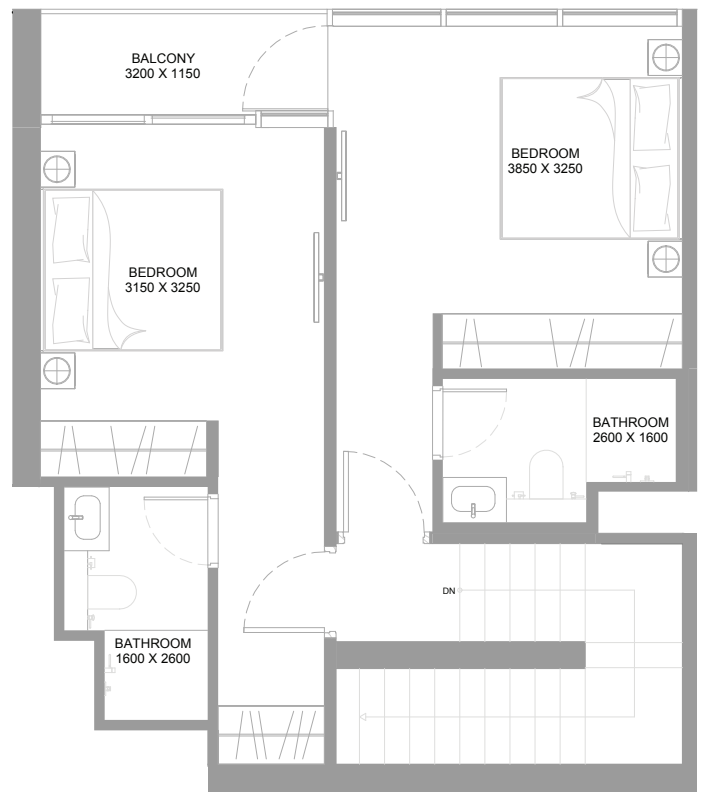 BALCONY
3200 X 1150
BEDROOM
3850 X 3250
BEDROOM
3150 X 3250
BATHROOM
2600 X 1600
DN
BATHROOM
1600 X 2600